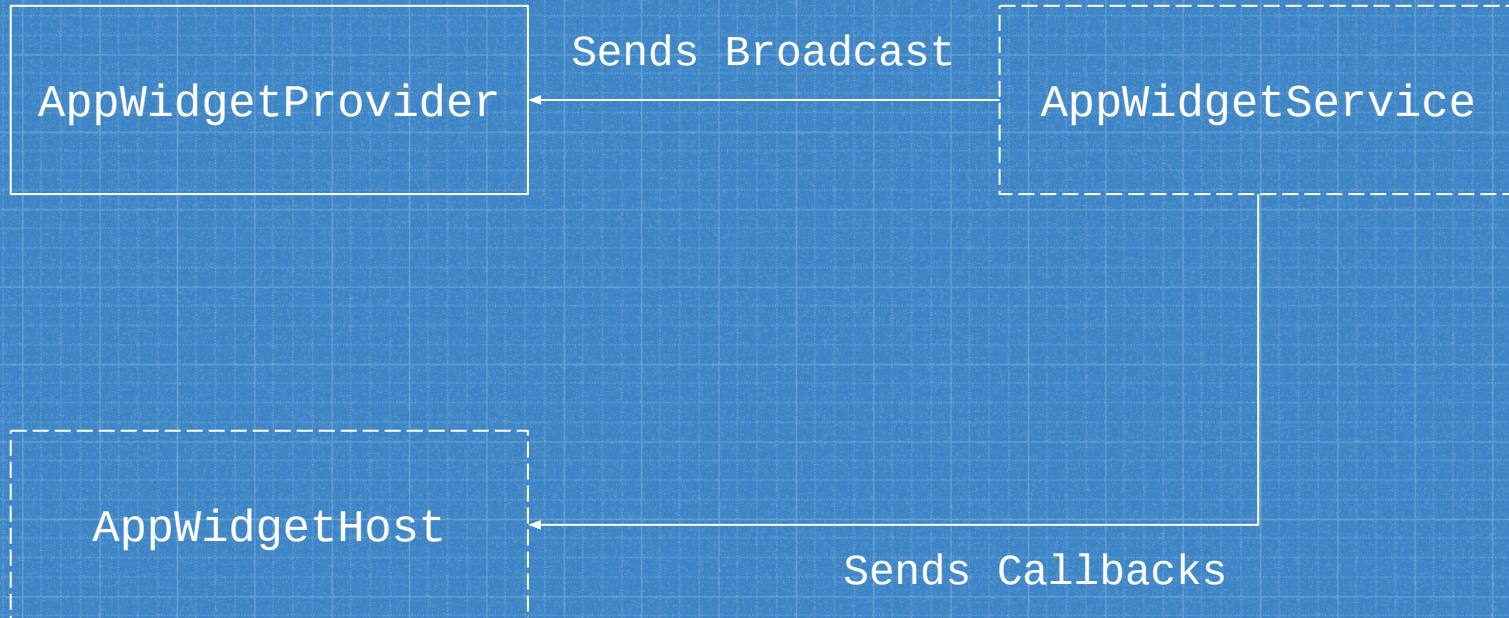 Sends Broadcast
AppWidgetProvider
AppWidgetService
AppWidgetHost
Sends Callbacks